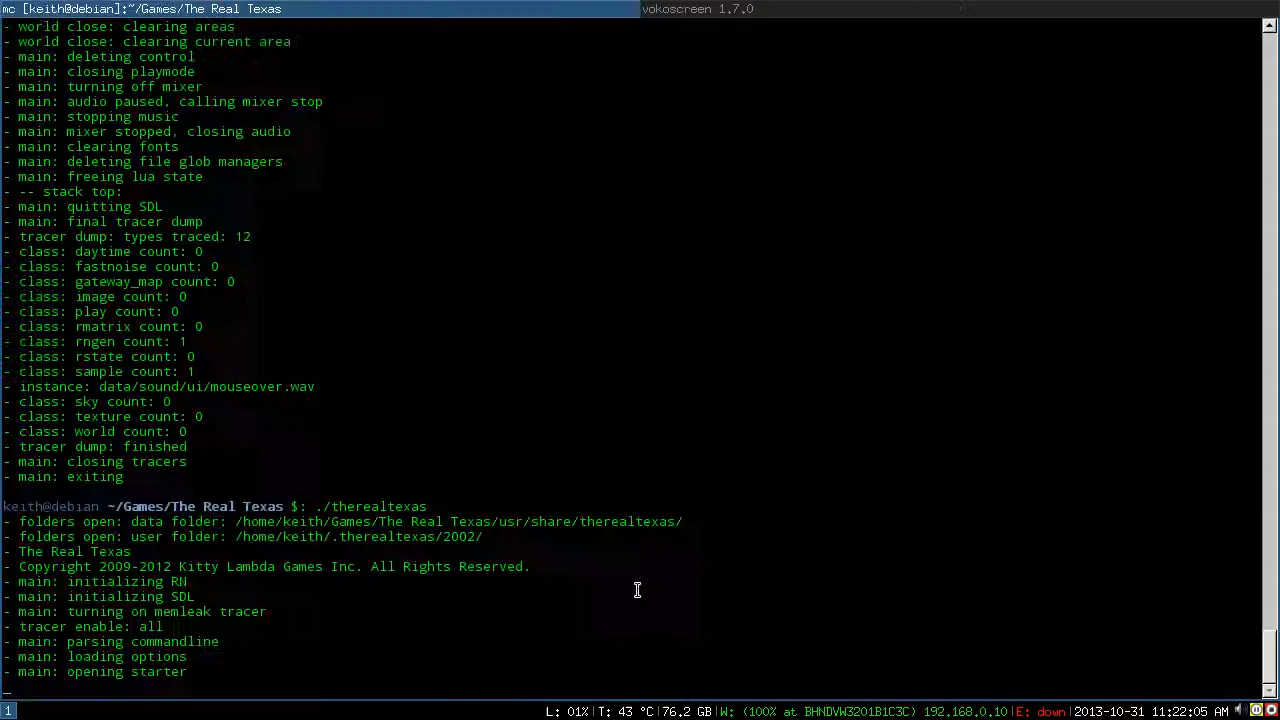 mc [keith@debian]:~/Games/The Real Texas
vokoscreen 1.7.0
- world close: clearing areas
- world close: clearing current area
- main: deleting control
- main: closing playmode
- main: turning off mixer
- main: audio paused, calling mixer stop
- main: stopping music
- main: mixer stopped, closing audio
- main: clearing fonts
- main: deleting file glob managers
- main: freeing lua state
- -- stack top:
- main: quitting SDL
- main: final tracer dump
- tracer dump: types traced: 12
- class: daytime count: 0
- class: fastnoise count: 0
- class: gateway_map count: 0
- class: image count: 0
- class: play count: 0
- class: rmatrix count: 0
- class: rngen count: 1
- class: rstate count: 0
- class: sample count: 1
- instance: data/sound/ui/mouseover.wav
- class: sky count: 0
- class: texture count: 0
- class: world count: 0
- tracer dump: finished
- main: closing tracers
- main: exiting
keith@debian ~/Games/The Real Texas $: ./therealtexas
- folders open: data folder: /home/keith/Games/The Real Texas/usr/share/therealtexas/
- folders open: user folder: /home/keith/.therealtexas/2002/
- The Real Texas
- Copyright 2009-2012 Kitty Lambda Games Inc. All Rights Reserved.
- main: initializing RN
- main: initializing SDL
- main: turning on memleak tracer
- tracer enable: all
- main: parsing commandline
- main: loading options
- main: opening starter
1
L: 01%|T: 43 °C|76.2 GB|W: (100% at BHNDVW3201B1C3C) 192.168.0.10|E: down|2013-10-31 11:22:05 AM